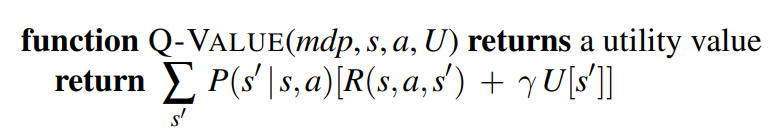 function Q-VALUE(mdp, s, a, U) returns a utility value
return ∑ P(s′ | s, a)[R(s, a, s′) + γ U[s′]]
s′